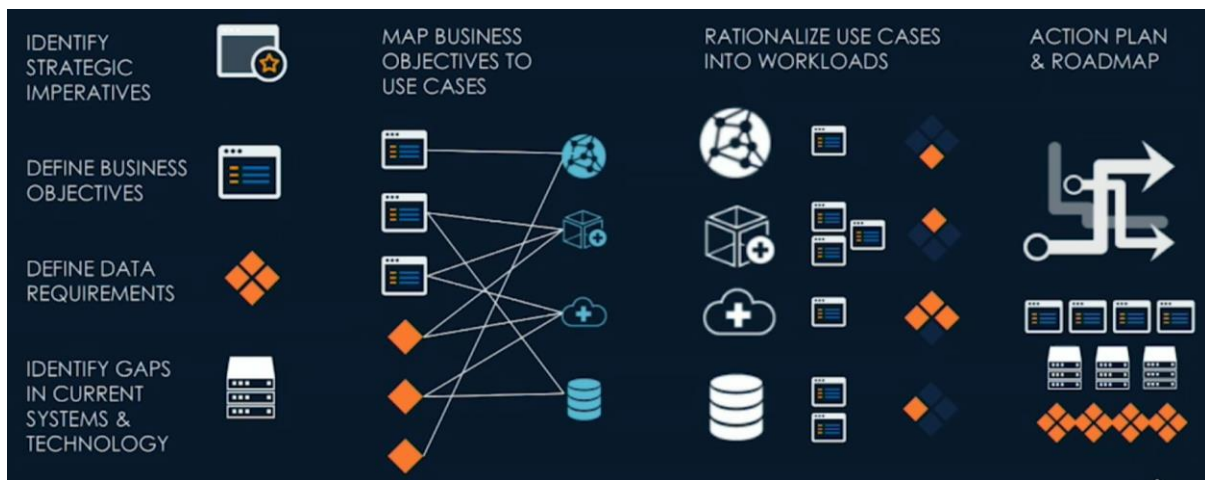 IDENTIFY
STRATEGIC
IMPERATIVES
DEFINE BUSINESS
OBJECTIVES
DEFINE DATA
REQUIREMENTS
IDENTIFY GAPS
IN CURRENT
SYSTEMS &
TECHNOLOGY
MAP BUSINESS
OBJECTIVES TO
USE CASES
RATIONALIZE USE CASES
INTO WORKLOADS
ACTION PLAN
& ROADMAP